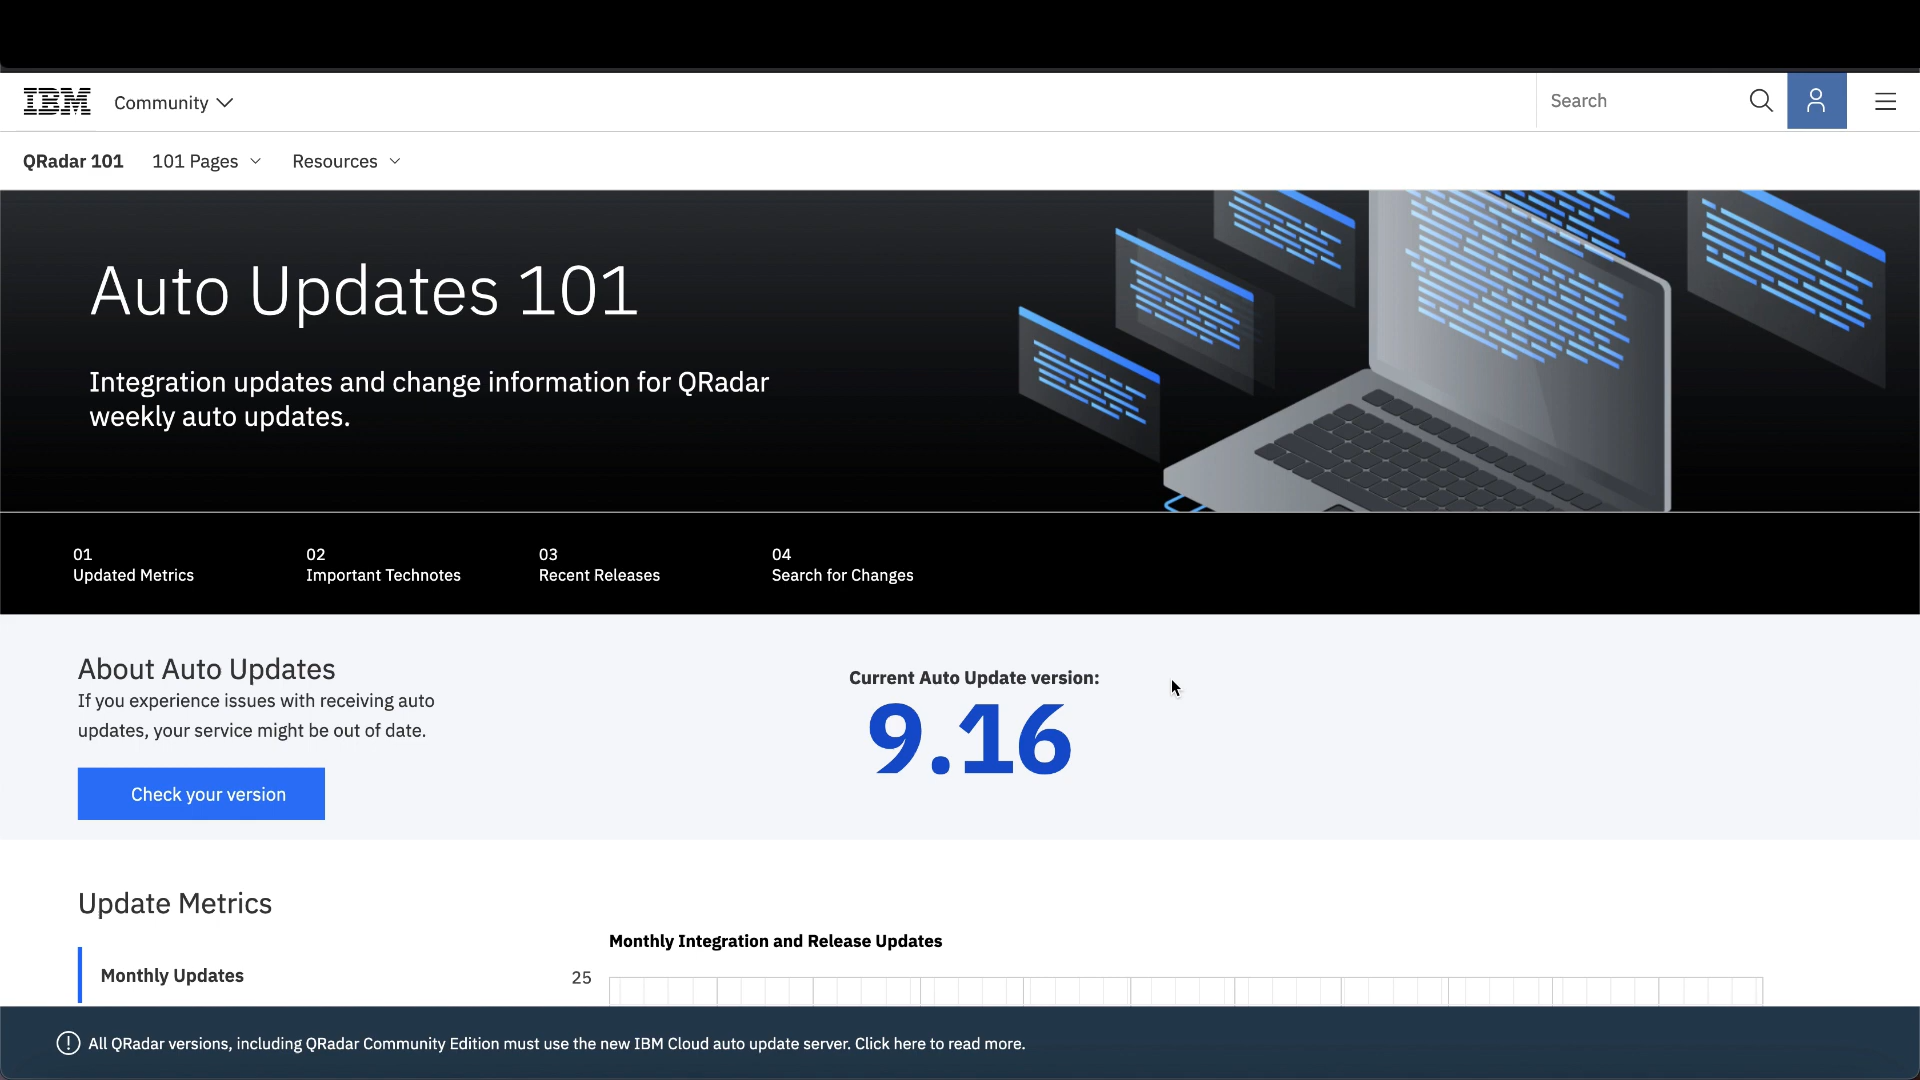 IBM Community Search
QRadar 101 101 Pages Resources
Auto Updates 101
Integration updates and change information for QRadar
weekly auto updates.
01
Updated Metrics
02
Important Technotes
03
Recent Releases
04
Search for Changes
About Auto Updates
If you experience issues with receiving auto
updates, your service might be out of date.
Check your version
Current Auto Update version:
9.16
Update Metrics
Monthly Updates
Monthly Integration and Release Updates
25
All QRadar versions, including QRadar Community Edition must use the new IBM Cloud auto update server. Click here to read more.